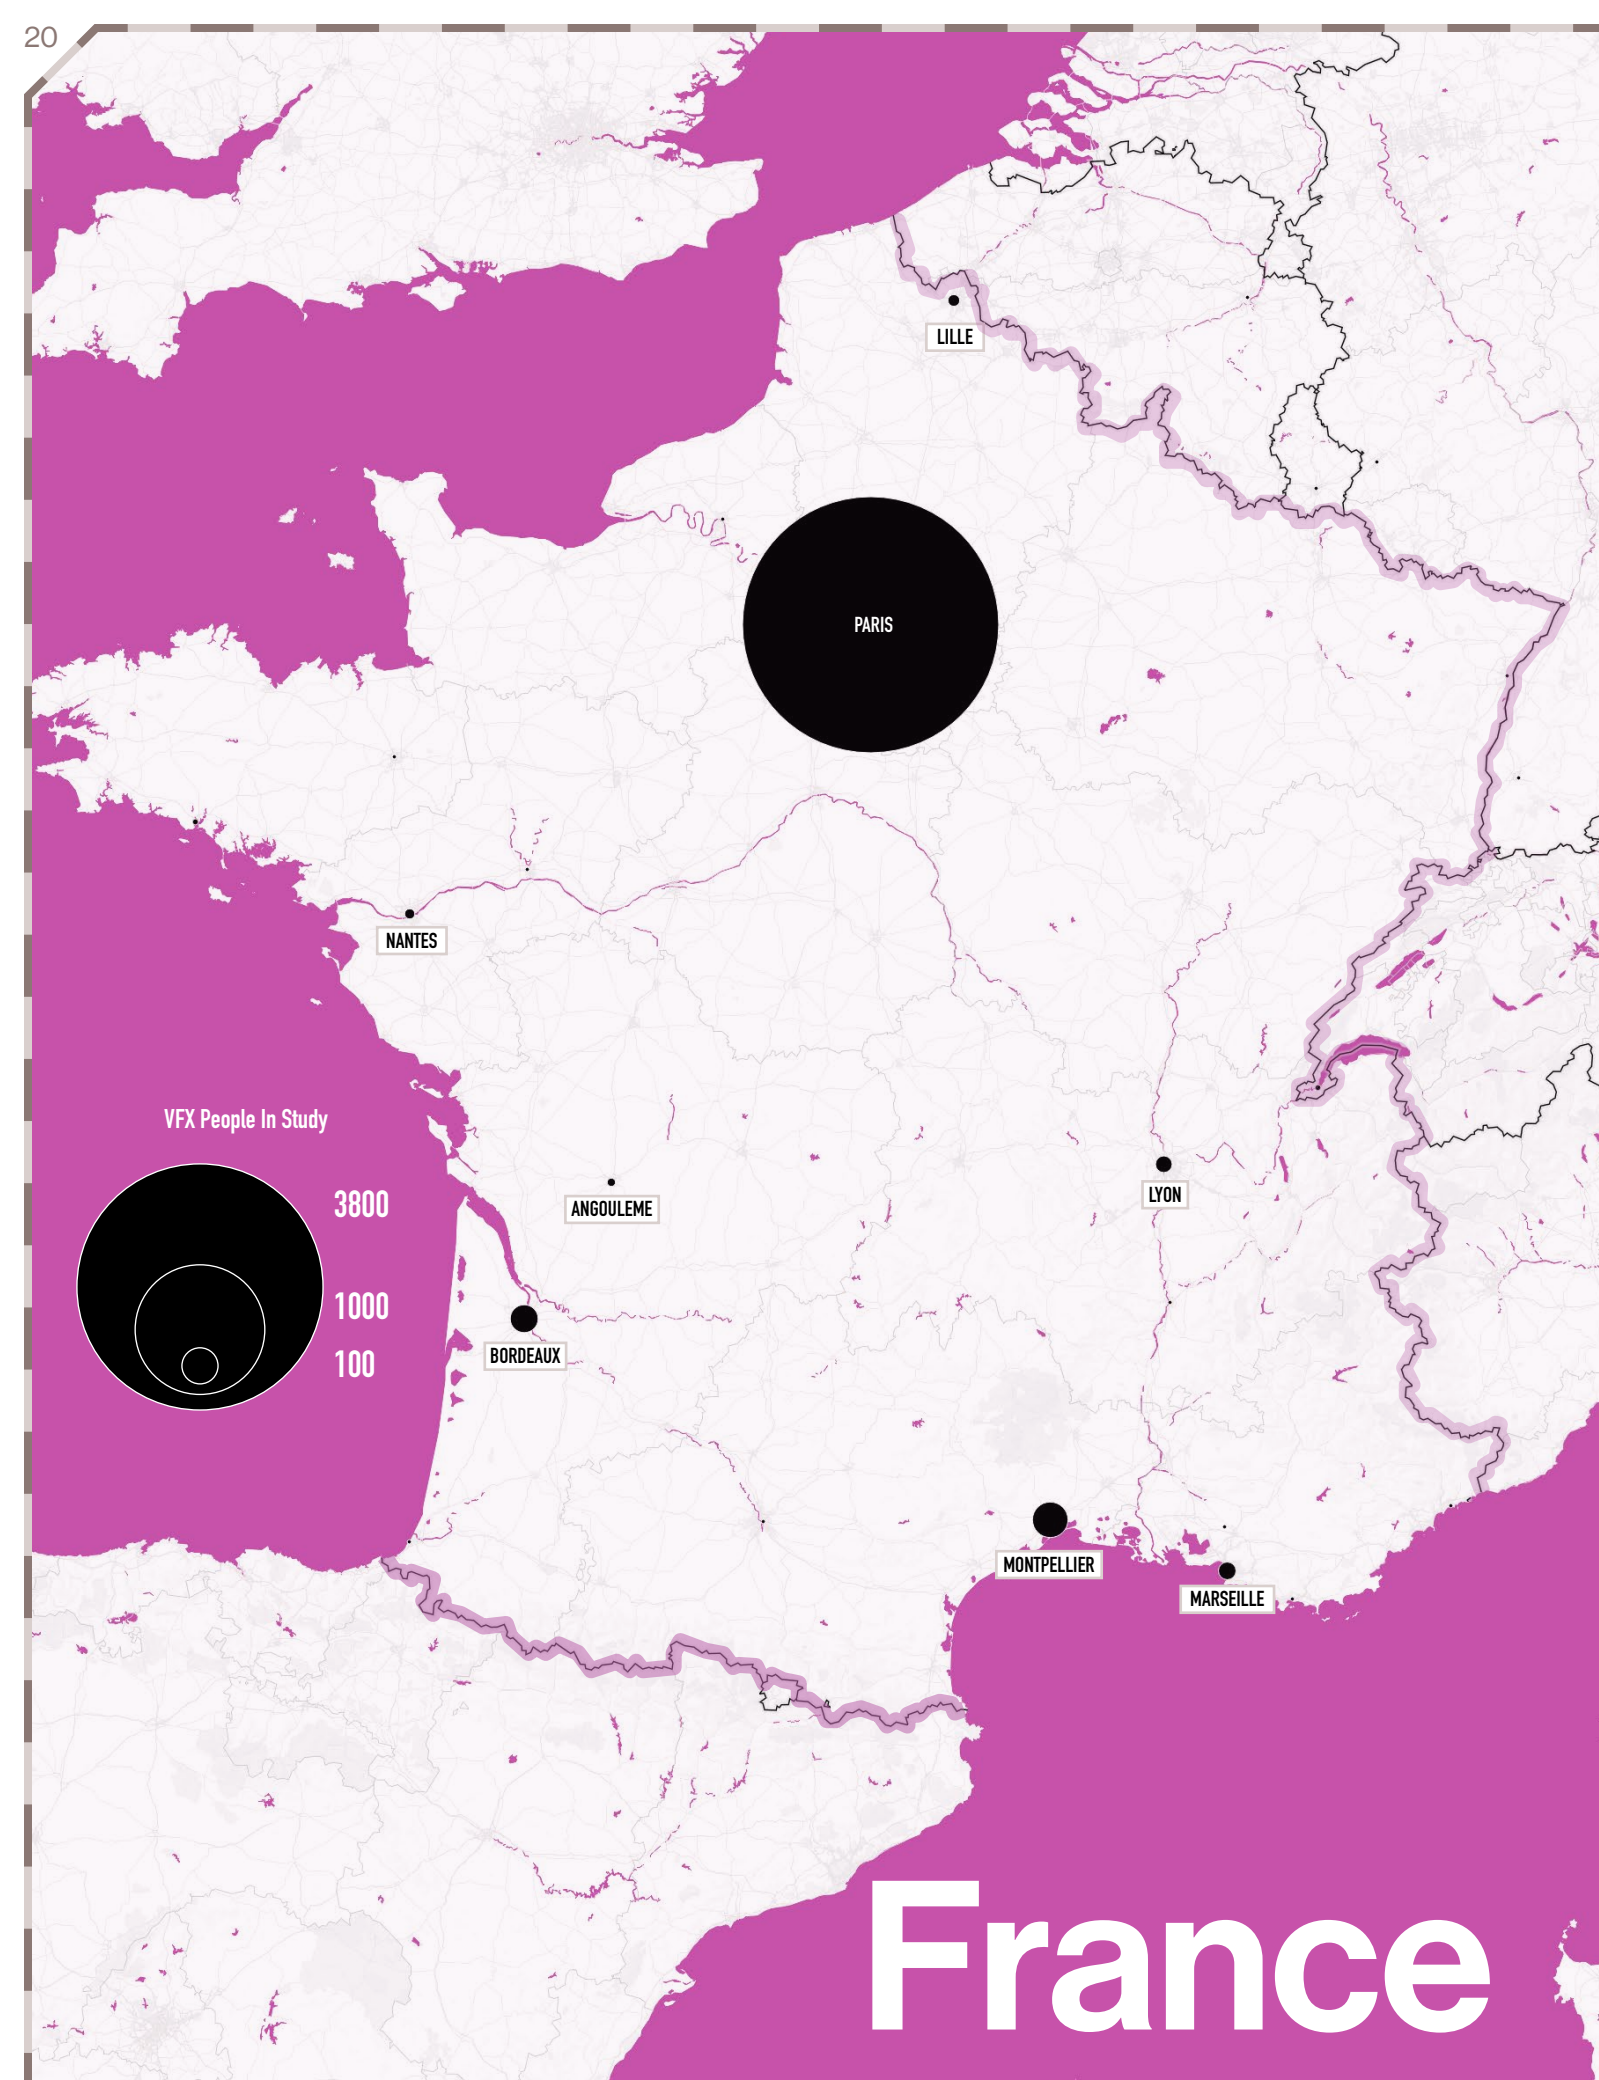 20
LILLE
PARIS
NANTES
VFX People In Study
3800
1000
100
ANGOULEME
LYON
BORDEAUX
MONTPELLIER
MARSEILLE
France